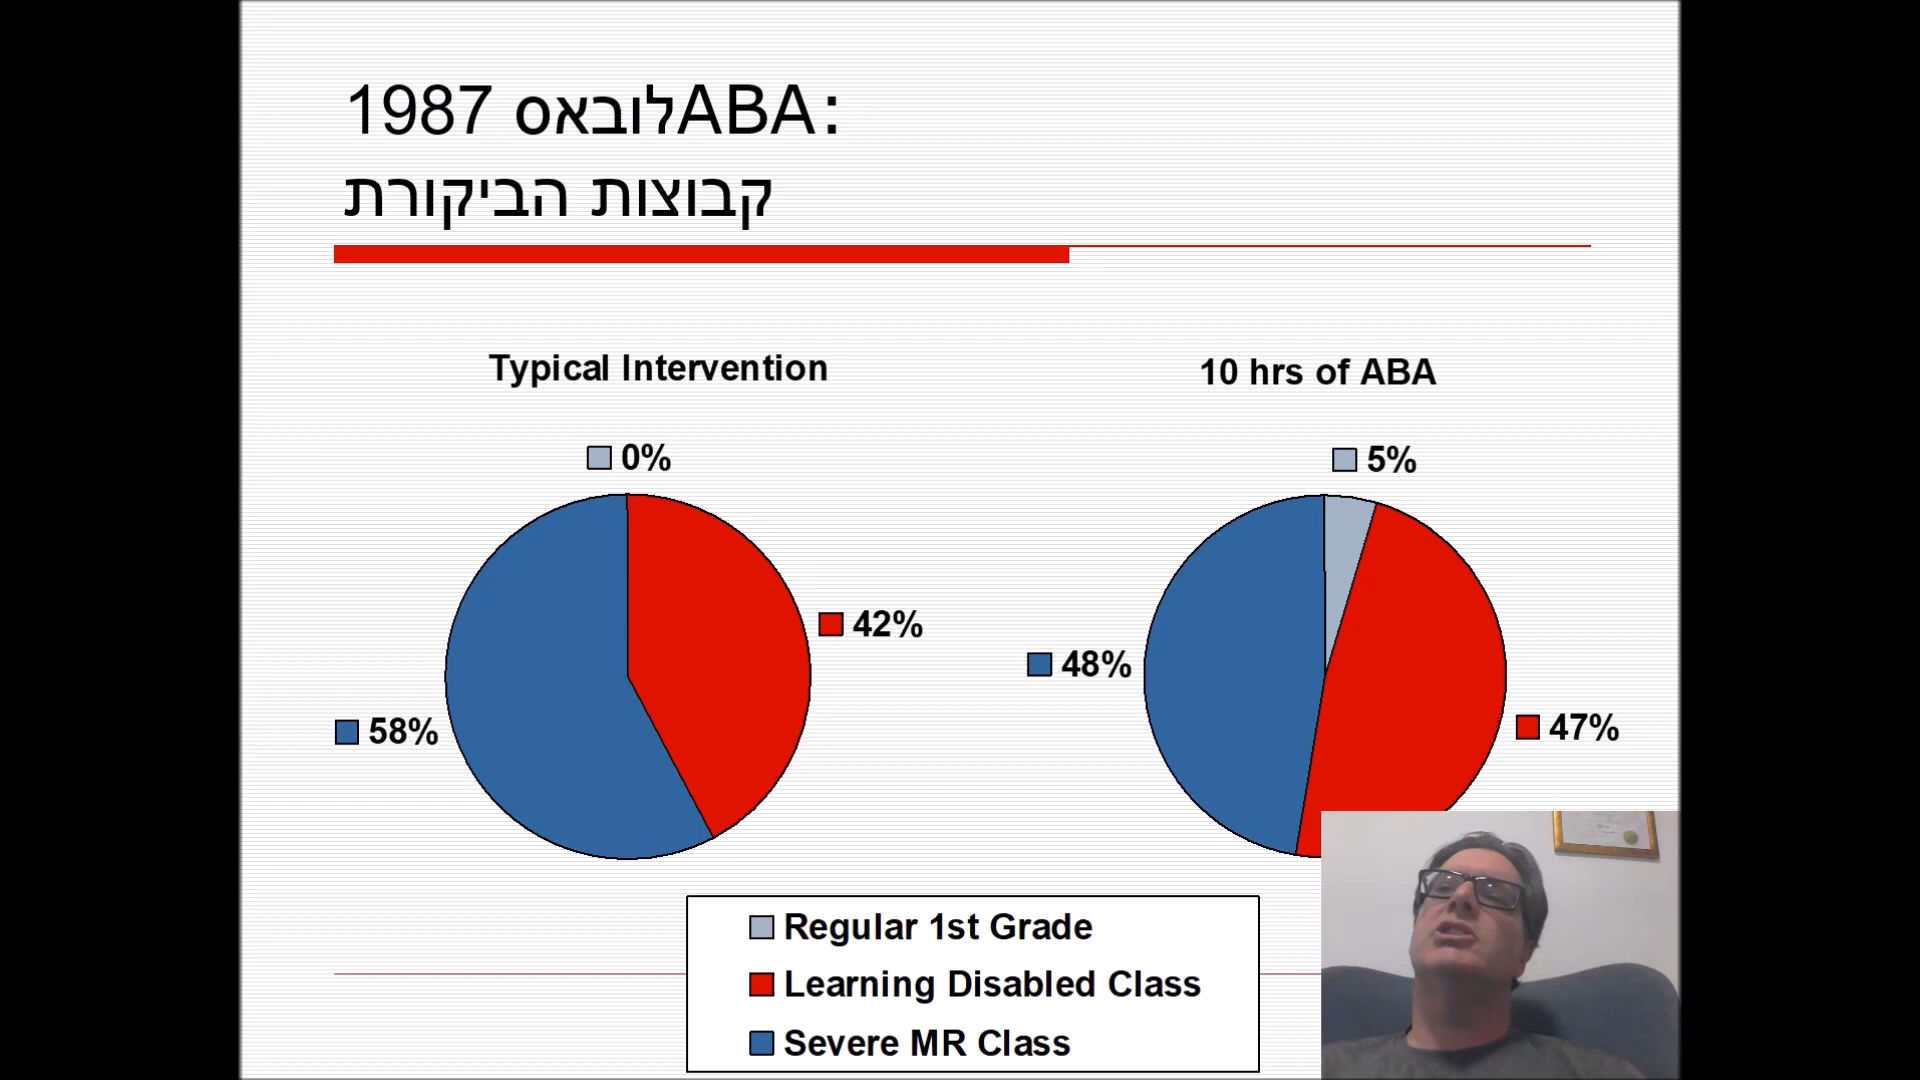 1987 לובאסABA:
קבוצות הביקורת
Typical Intervention
0%
42%
58%
10 hrs of ABA
5%
48%
47%
Regular 1st Grade
Learning Disabled Class
Severe MR Class